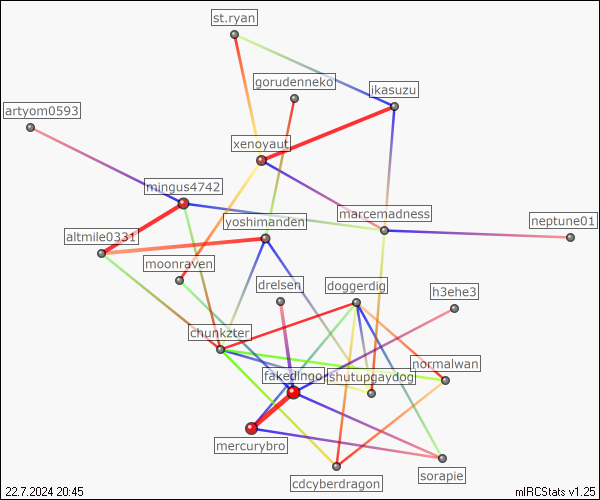 st.ryan
gorudenneko
ikasuzu
artyom0593
xenoyaut
mingus4742
yoshimanden
marcemadness
neptune01
altmile0331
moonraven
drelsen
doggerdig
h3ehe3
chunkzter
fakedingo
shutupgaydog
normalwan
mercurybro
cdcyberdragon
sorapie
22.7.2024 20:45
mIRCStats v1.25